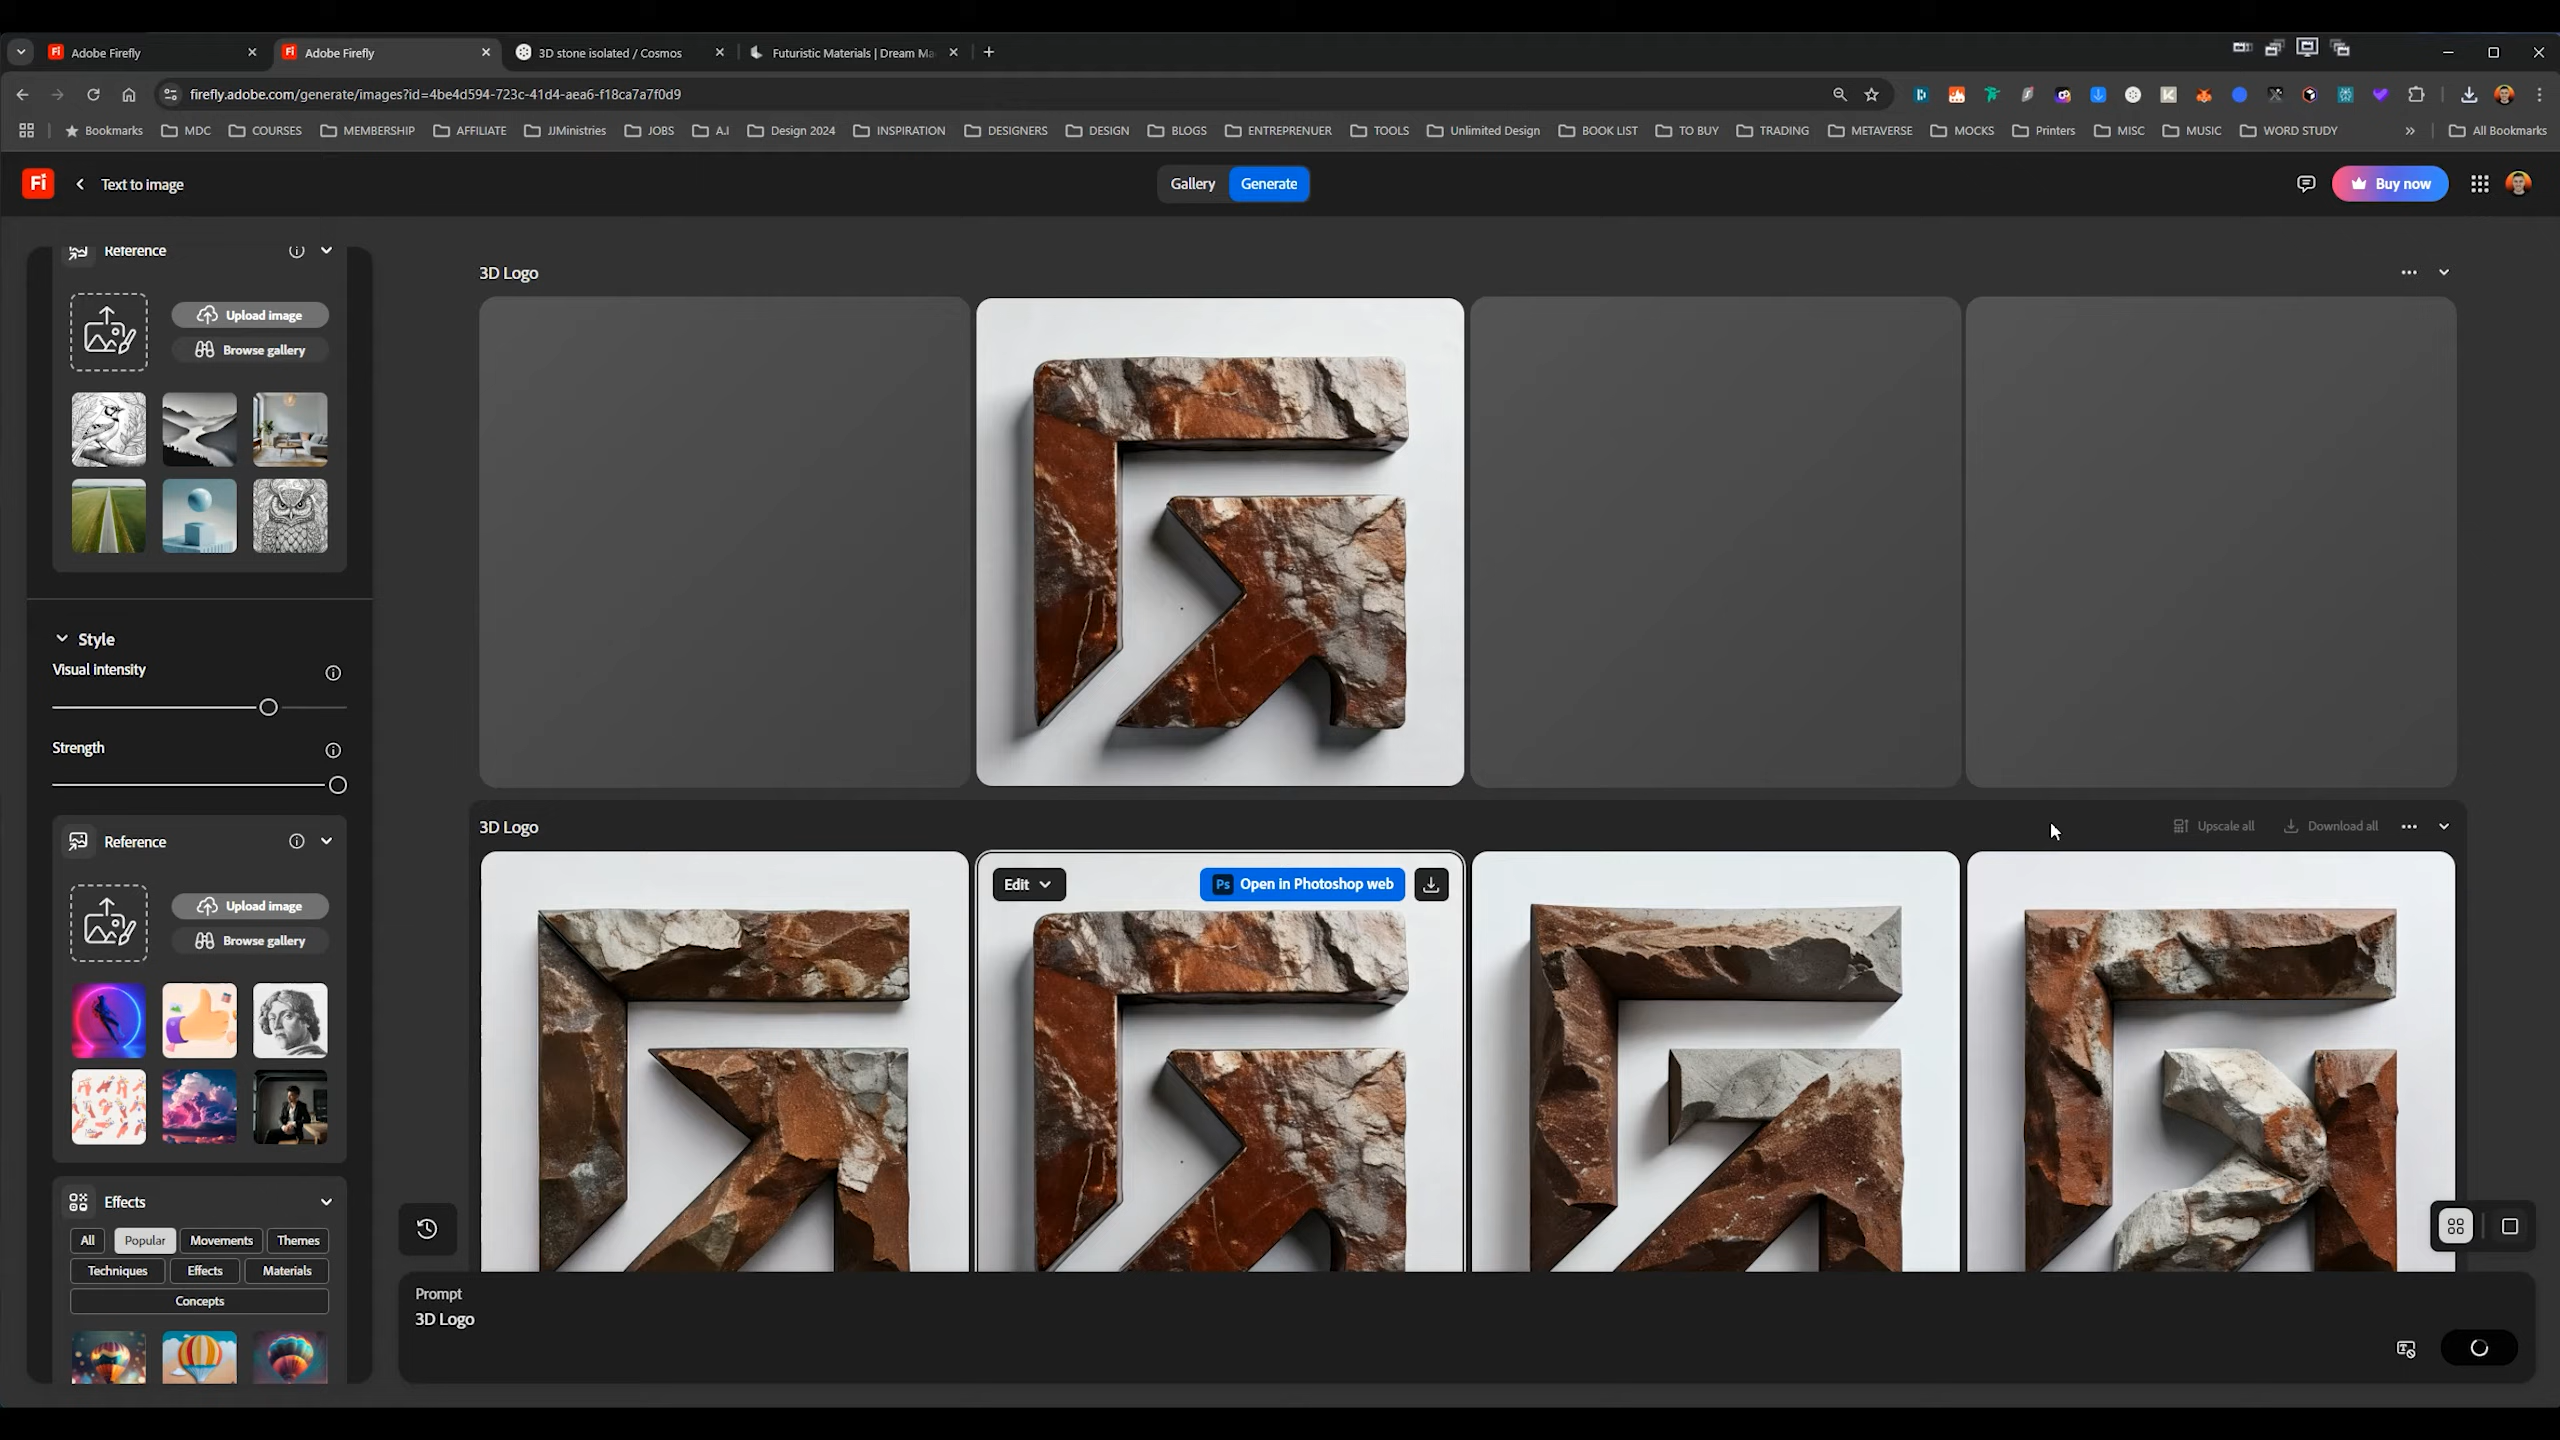 Adobe Firefly
Adobe Firefly
3D stone isolated / Cosmos
Futuristic Materials | Dream Ma
firefly.adobe.com/generate/images?id=4be4d594-723c-41d4-aea6-f18ca7a7f0d9
Bookmarks MDC COURSES MEMBERSHIP AFFILIATE JJMinistries JOBS A.I Design 2024 INSPIRATION DESIGNERS DESIGN BLOGS ENTREPRENUER TOOLS Unlimited Design BOOK LIST TO BUY TRADING METAVERSE MOCKS Printers MISC MUSIC WORD STUDY All Bookmarks
Fi Text to image Gallery Generate Buy now
Reference
Upload image
Browse gallery
Style
Visual intensity
Strength
Reference
Upload image
Browse gallery
Effects
All Popular Movements Themes
Techniques Effects Materials
Concepts
3D Logo
3D Logo Upscale all Download all
Edit Ps Open in Photoshop web
Prompt
3D Logo